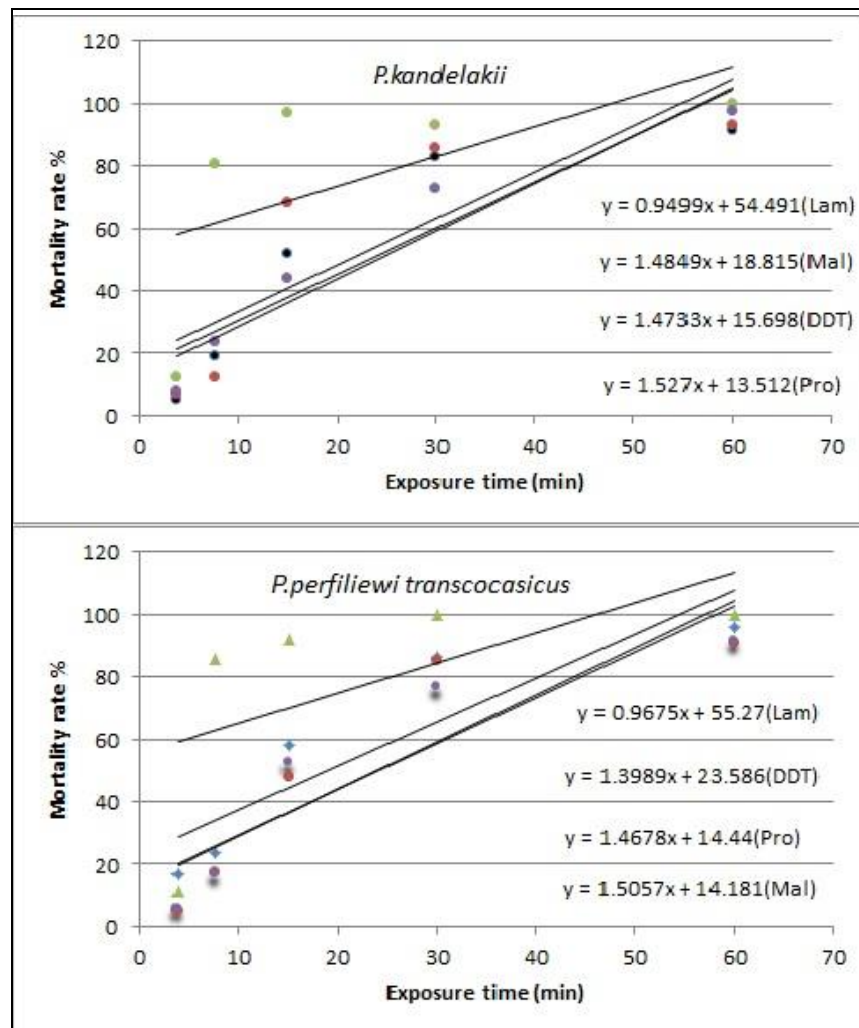 P.kandelakii
120
100
80
60
40
20
0
Mortality rate %
y = 0.9499x + 54.491(Lam)
y = 1.4849x + 18.815(Mal)
y = 1.4733x + 15.698(DDT)
y = 1.527x + 13.512(Pro)
0 10 20 30 40 50 60 70
Exposure time (min)
P.perfiliewi transcocasicus
120
100
80
60
40
20
0
Mortality rate %
y = 0.9675x + 55.27(Lam)
y = 1.3989x + 23.586(DDT)
y = 1.4678x + 14.44(Pro)
y = 1.5057x + 14.181(Mal)
0 10 20 30 40 50 60 70
Exposure time (min)